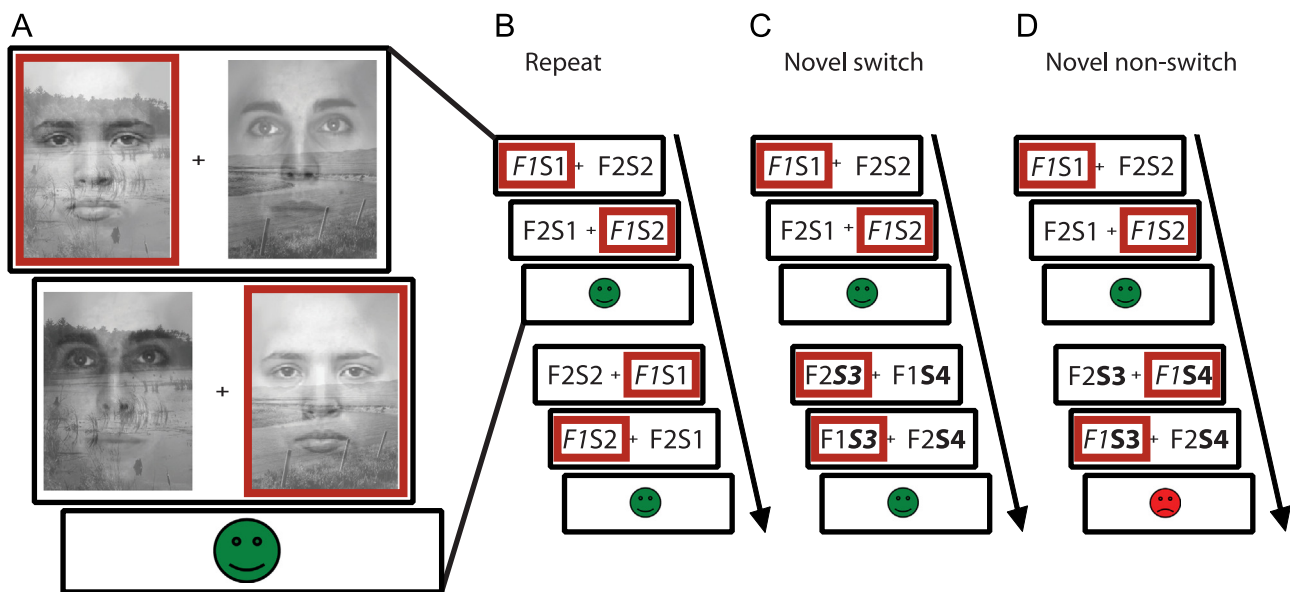 A
+
+
B
Repeat
F1S1 + F2S2
F2S1 + F1S2
F2S2 + F1S1
F1S2 + F2S1
C
Novel switch
F1S1 + F2S2
F2S1 + F1S2
F2S3 + F1S4
F1S3 + F2S4
D
Novel non-switch
F1S1 + F2S2
F2S1 + F1S2
F2S3 + F1S4
F1S3 + F2S4